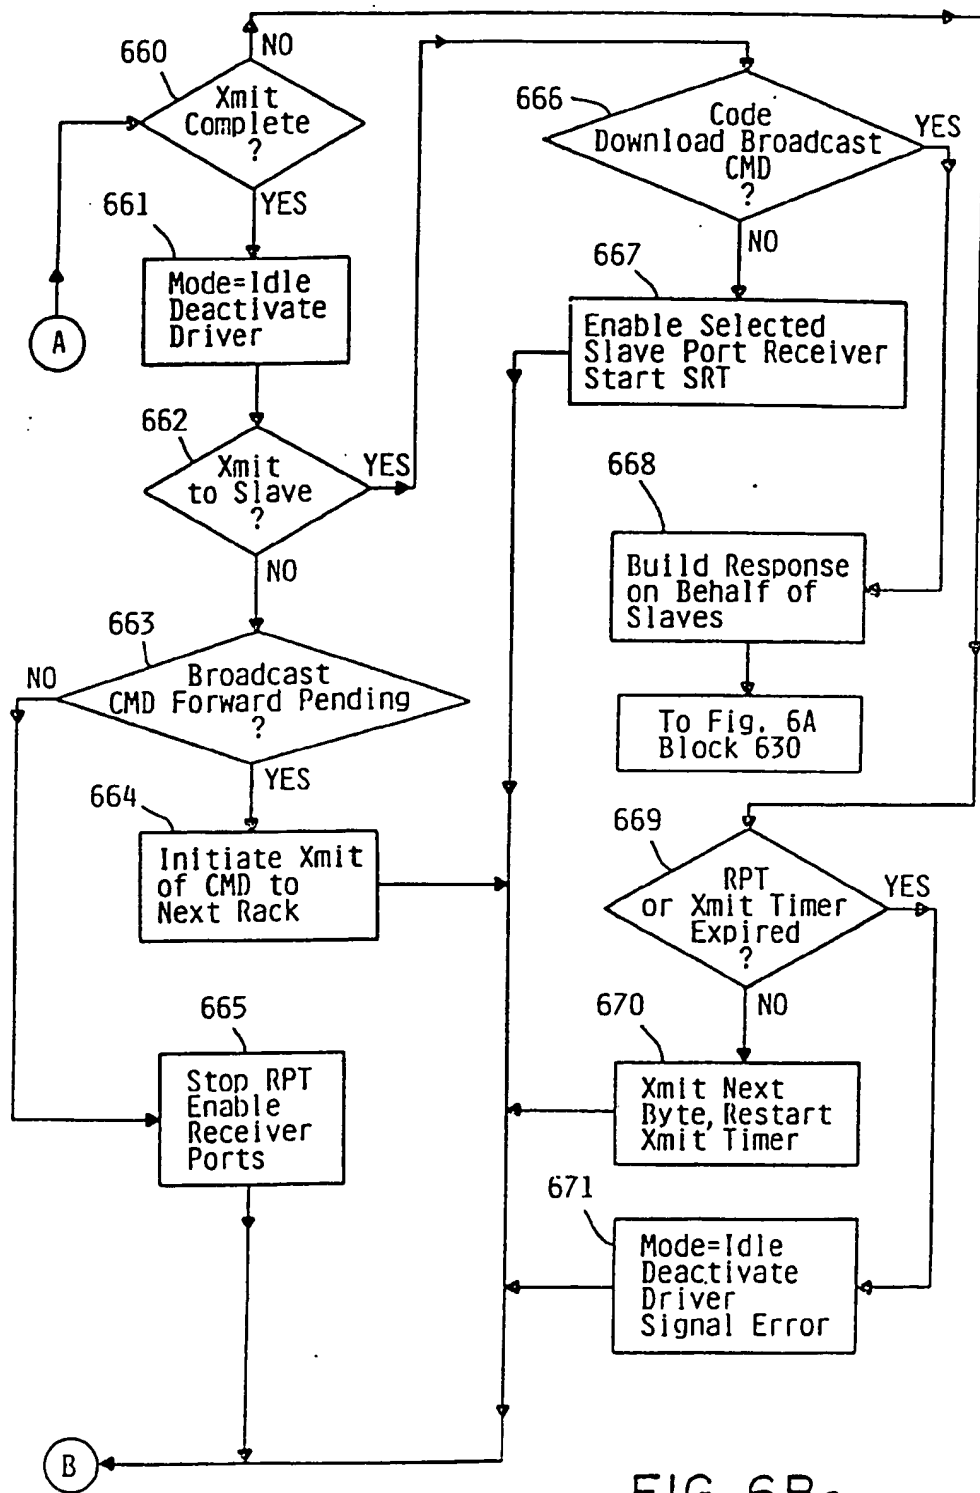 660
NO
Xmit
Complete
?
YES
A
661
Mode=Idle
Deactivate
Driver
662
Xmit
to Slave
?
YES
NO
663
NO
Broadcast
CMD Forward Pending
?
YES
664
Initiate Xmit
of CMD to
Next Rack
665
Stop RPT
Enable
Receiver
Ports
B
666
Code
Download Broadcast
CMD
?
YES
NO
667
Enable Selected
Slave Port Receiver
Start SRT
668
Build Response
on Behalf of
Slaves
To Fig. 6A
Block 630
669
RPT
or Xmit Timer
Expired
?
YES
NO
670
Xmit Next
Byte, Restart
Xmit Timer
671
Mode=Idle
Deactivate
Driver
Signal Error